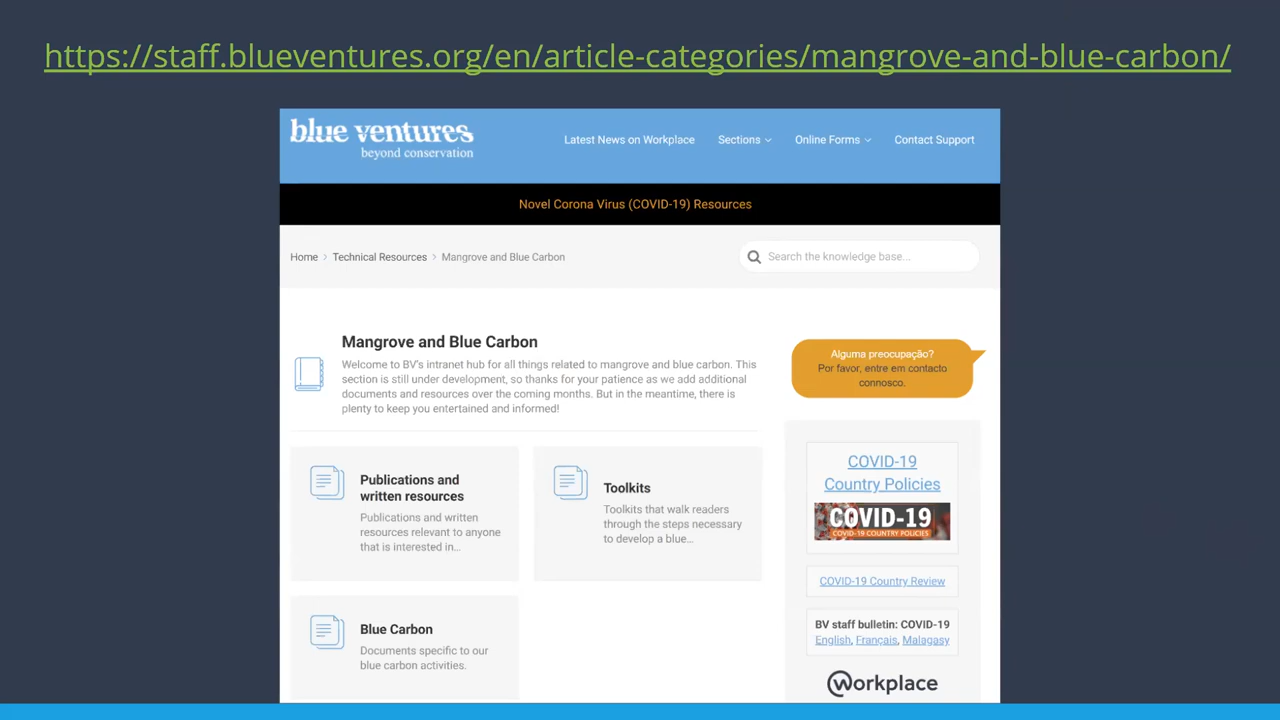 https://staff.blueventures.org/en/article-categories/mangrove-and-blue-carbon/
blue ventures
beyond conservation
Latest News on Workplace
Sections
Online Forms
Contact Support
Novel Corona Virus (COVID-19) Resources
Home > Technical Resources > Mangrove and Blue Carbon
Search the knowledge base...
Mangrove and Blue Carbon
Welcome to BV's intranet hub for all things related to mangrove and blue carbon. This
section is still under development, so thanks for your patience as we add additional
documents and resources over the coming months. But in the meantime, there is
plenty to keep you entertained and informed!
Alguma preocupação?
Por favor, entre em contacto
connosco.
Publications and
written resources
Publications and written
resources relevant to anyone
that is interested in...
Toolkits
Toolkits that walk readers
through the steps necessary
to develop a blue...
Blue Carbon
Documents specific to our
blue carbon activities.
COVID-19
Country Policies
COVID-19
COVID-19 COUNTRY POLICIES
COVID-19 Country Review
BV staff bulletin: COVID-19
English, Français, Malagasy
Workplace